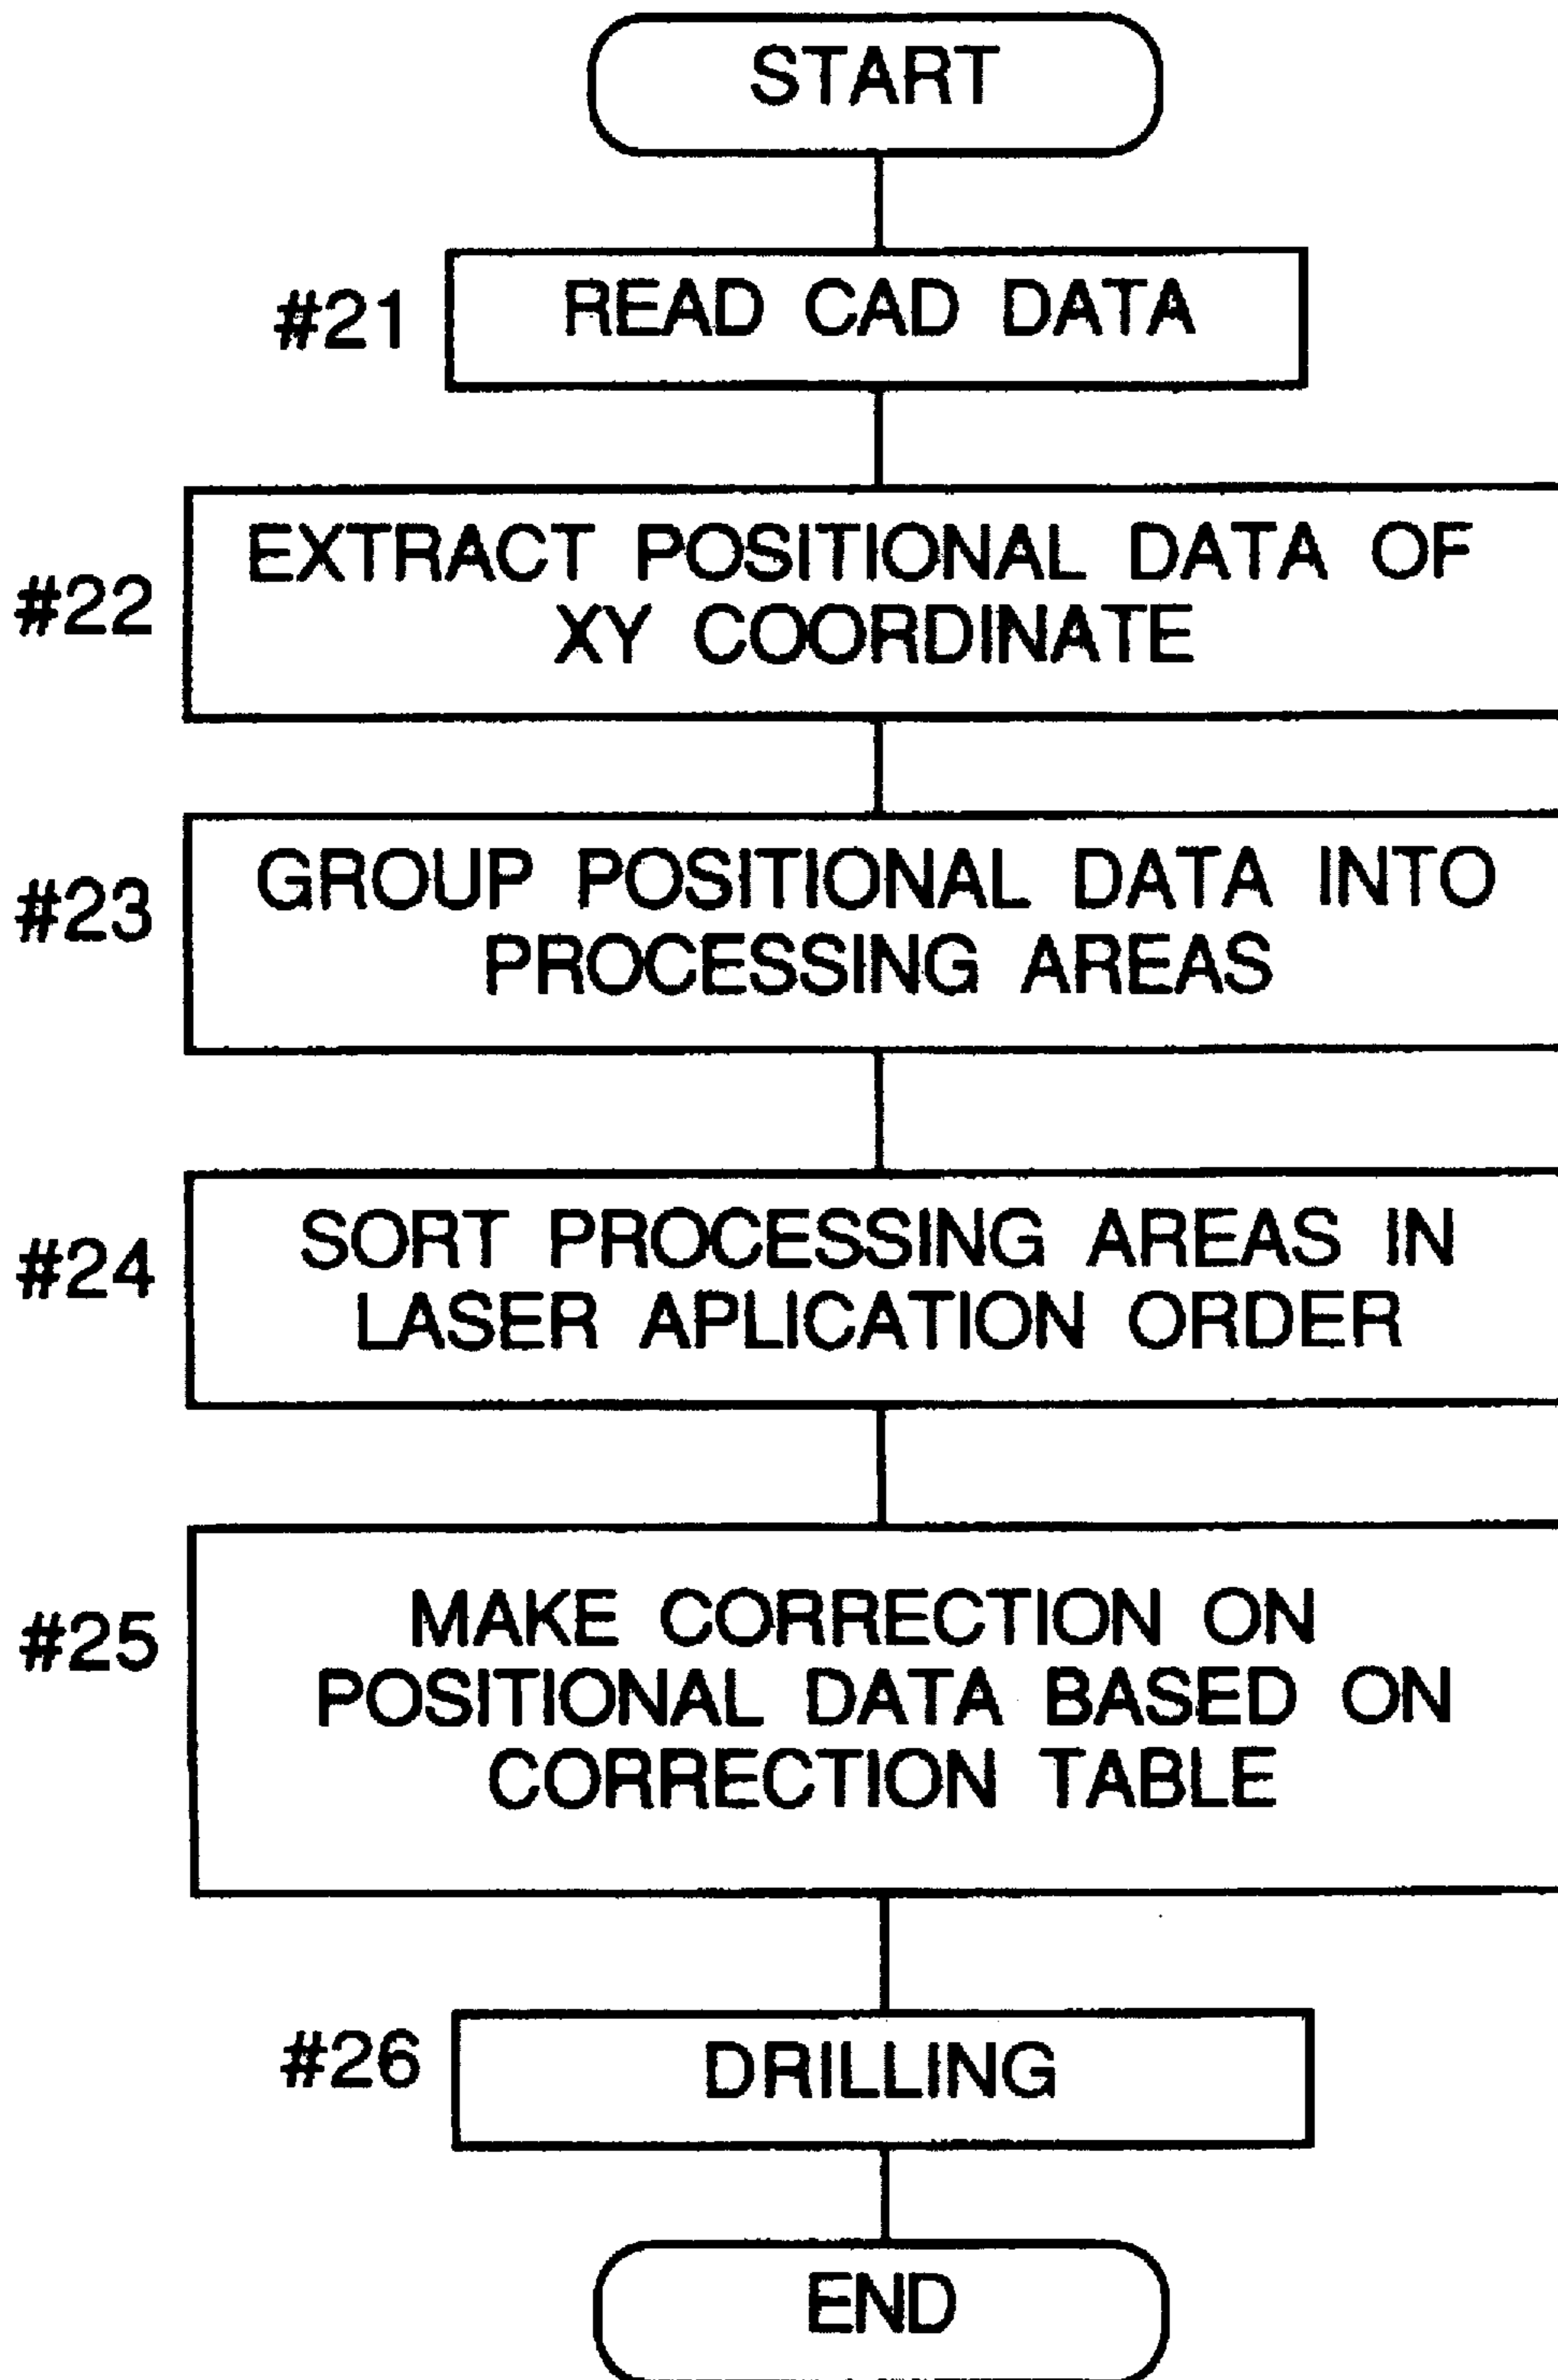 START
#21
READ CAD DATA
#22
EXTRACT POSITIONAL DATA OF
XY COORDINATE
#23
GROUP POSITIONAL DATA INTO
PROCESSING AREAS
#24
SORT PROCESSING AREAS IN
LASER APLICATION ORDER
#25
MAKE CORRECTION ON
POSITIONAL DATA BASED ON
CORRECTION TABLE
#26
DRILLING
END